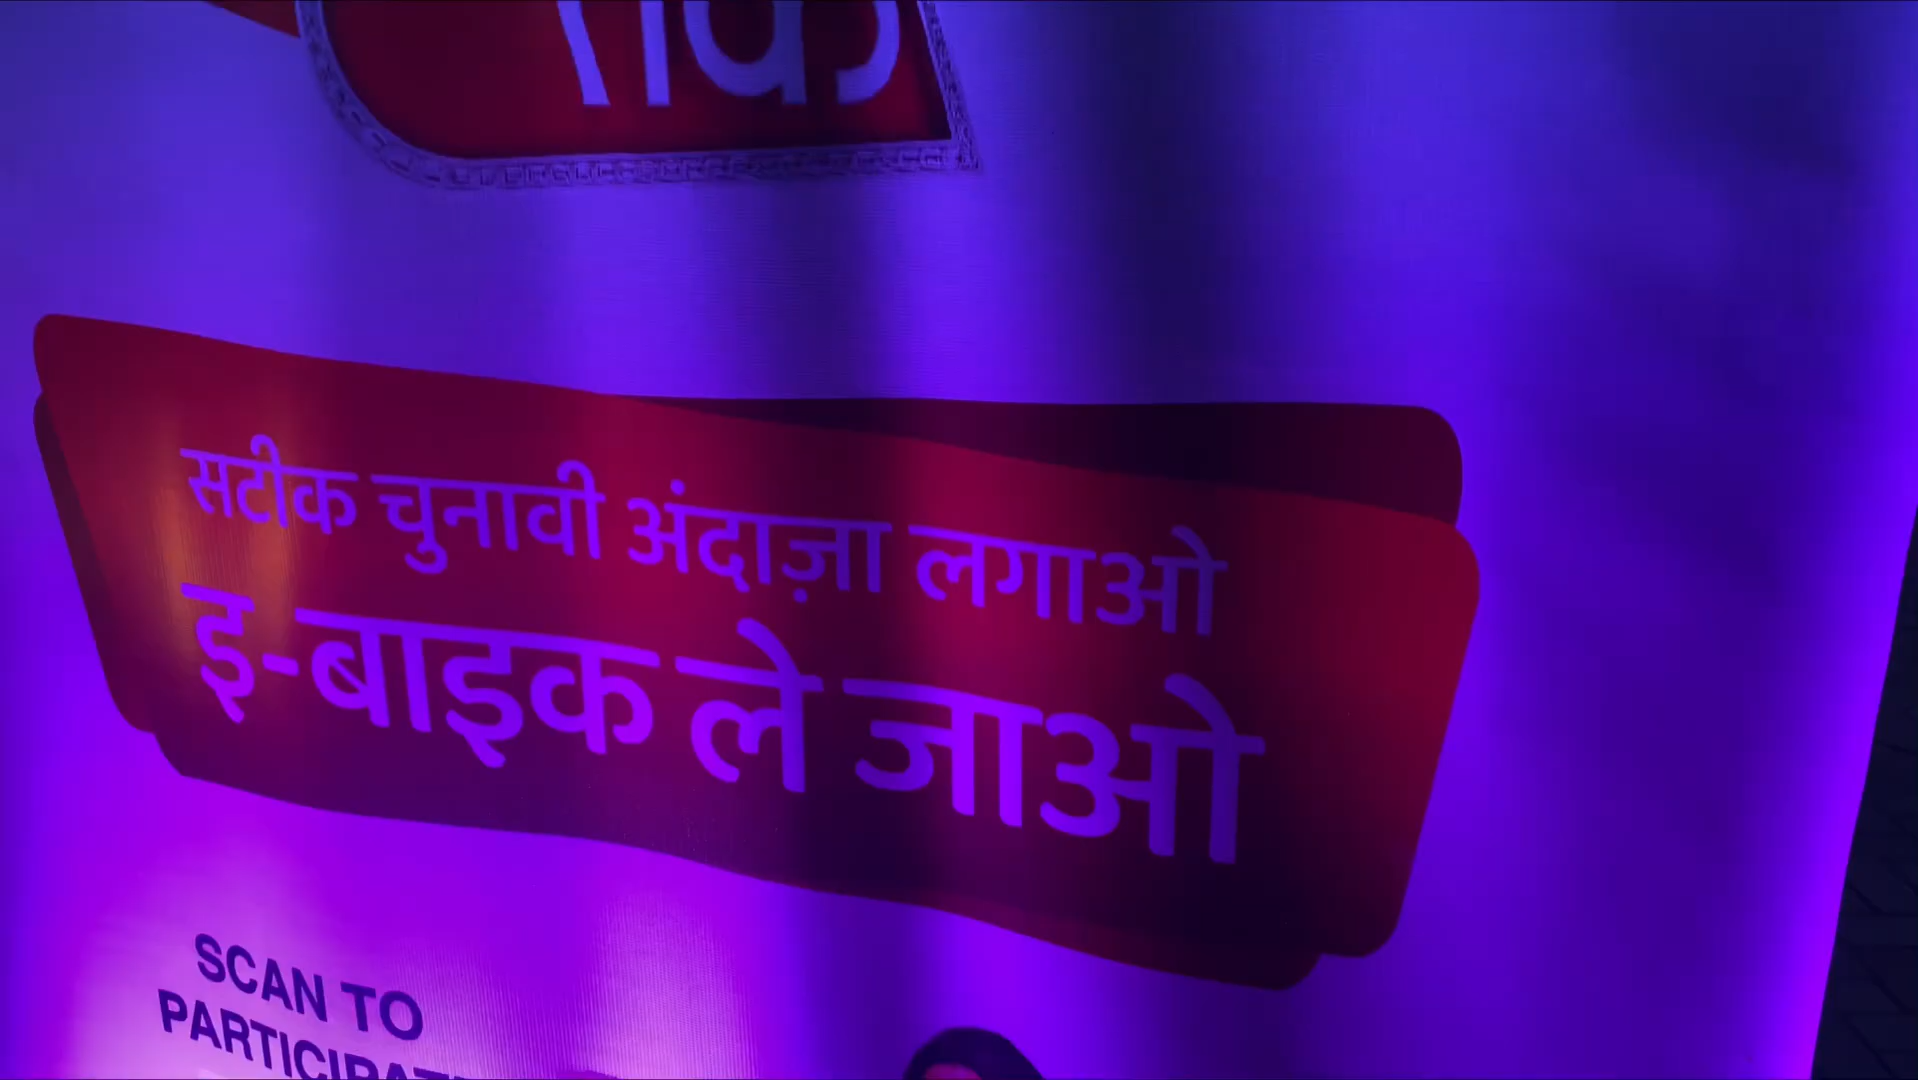 सटीक चुनावी अंदाज़ा लगाओ
इ-बाइक ले जाओ
SCAN TO